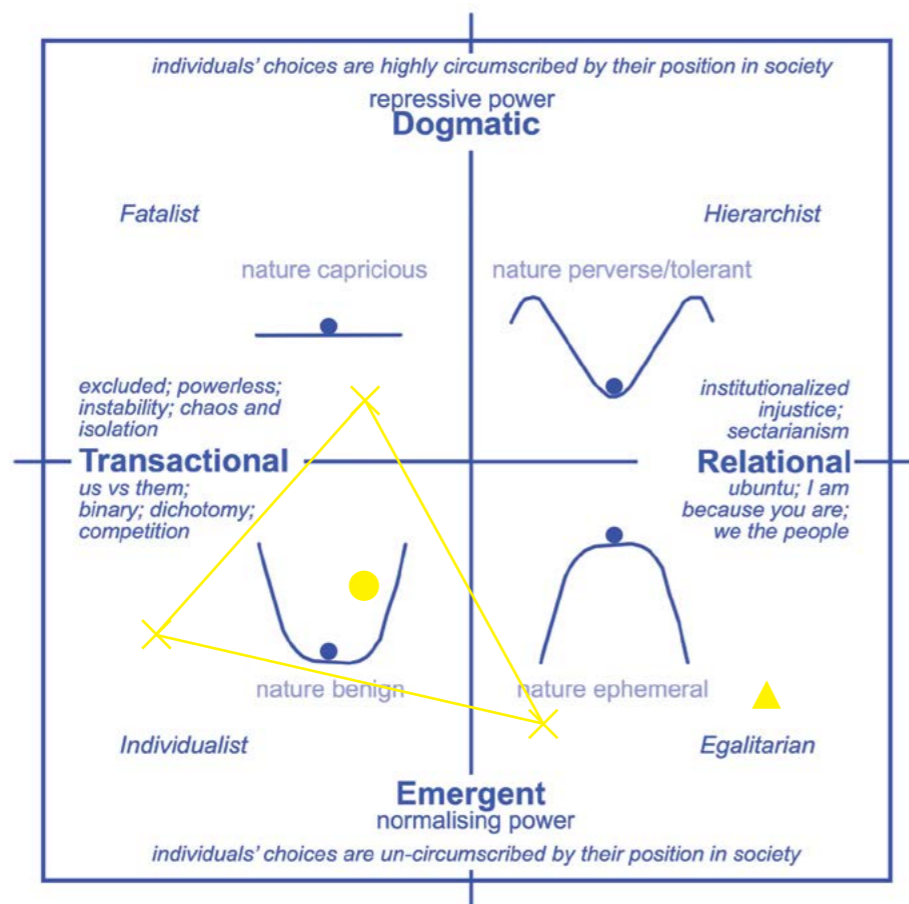 individuals' choices are highly circumscribed by their position in society
repressive power
Dogmatic
Fatalist
Hierarchist
nature capricious
nature perverse/tolerant
excluded; powerless;
instability; chaos and
isolation
institutionalized
injustice;
sectarianism
Transactional
Relational
us vs them;
binary; dichotomy;
competition
ubuntu; I am
because you are;
we the people
nature benign
nature ephemeral
Individualist
Egalitarian
Emergent
normalising power
individuals' choices are un-circumscribed by their position in society